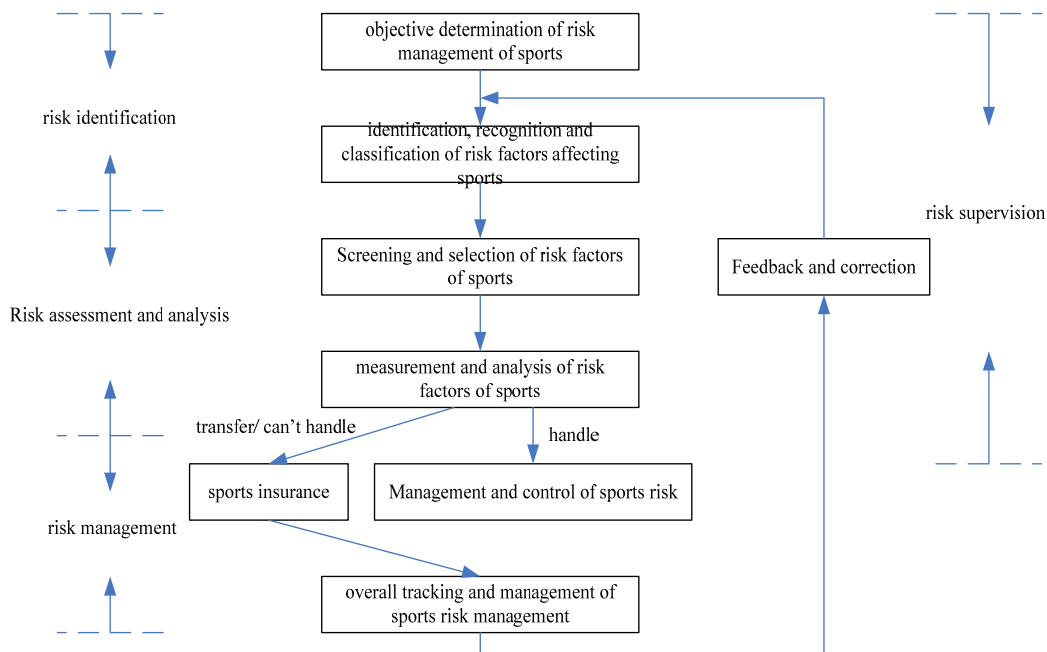 objective determination of risk
management of sports
risk identification
identification, recognition and
classification of risk factors affecting
sports
risk supervision
Screening and selection of risk factors
of sports
Feedback and correction
Risk assessment and analysis
measurement and analysis of risk
factors of sports
transfer/ can't handle
handle
sports insurance
Management and control of sports risk
risk management
overall tracking and management of
sports risk management